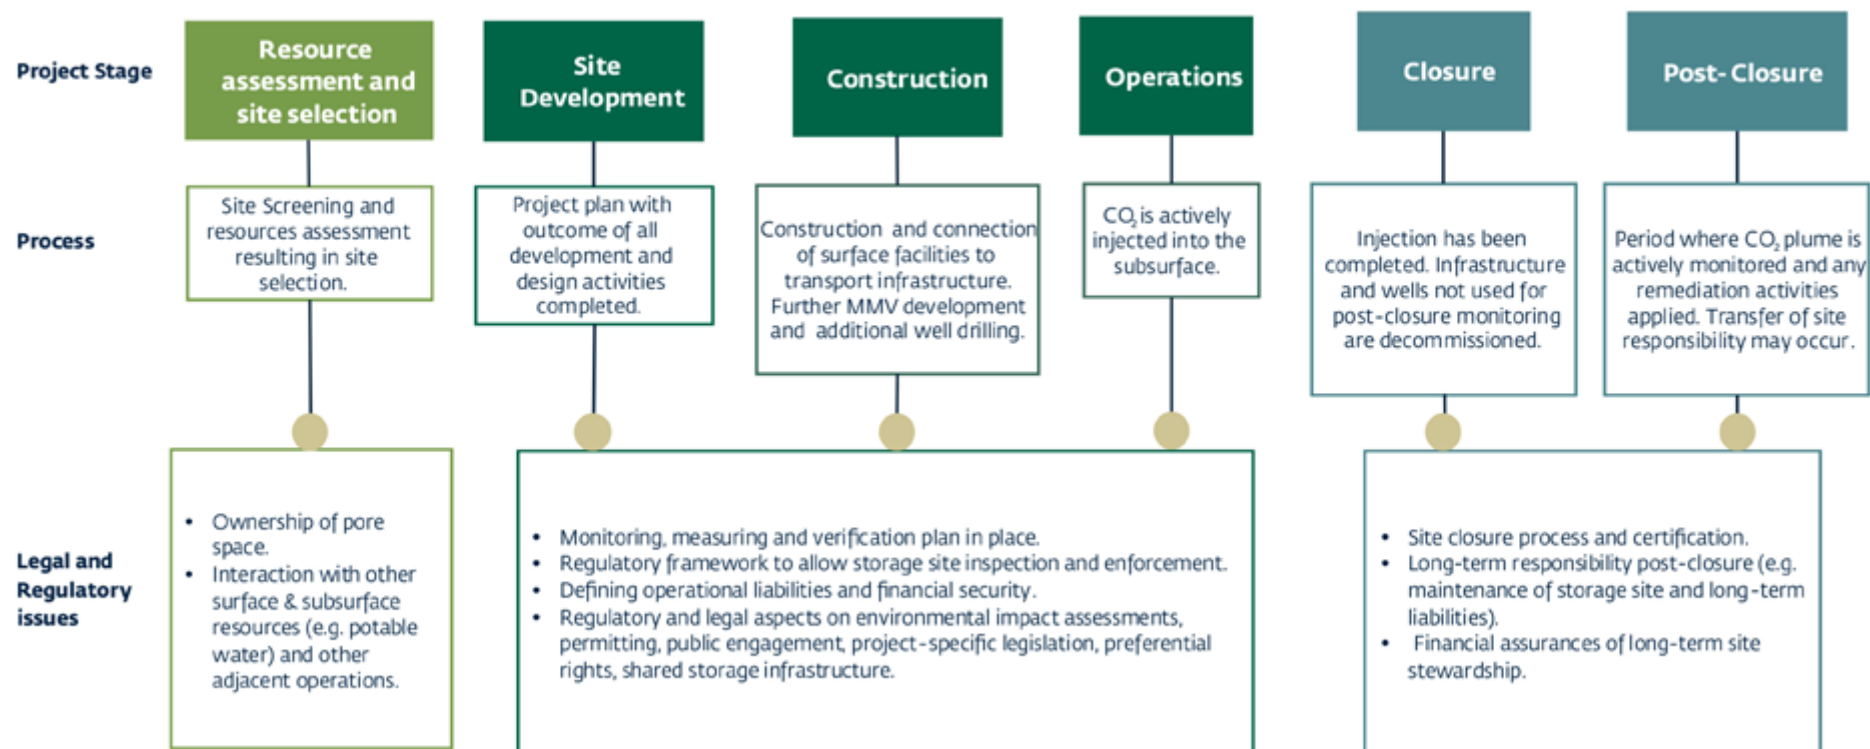 Project Stage
Resource
assessment and
site selection
Site
Development
Construction
Operations
Closure
Post-Closure
Process
Site Screening and
resources assessment
resulting in site
selection.
Project plan with
outcome of all
development and
design activities
completed.
Construction and connection
of surface facilities to
transport infrastructure.
Further MMV development
and additional well drilling.
CO₂ is actively
injected into the
subsurface.
Injection has been
completed. Infrastructure
and wells not used for
post-closure monitoring
are decommissioned.
Period where CO₂ plume is
actively monitored and any
remediation activities
applied. Transfer of site
responsibility may occur.
Legal and
Regulatory
issues
• Ownership of pore
space.
• Interaction with other
surface & subsurface
resources (e.g. potable
water) and other
adjacent operations.
• Monitoring, measuring and verification plan in place.
• Regulatory framework to allow storage site inspection and enforcement.
• Defining operational liabilities and financial security.
• Regulatory and legal aspects on environmental impact assessments,
permitting, public engagement, project-specific legislation, preferential
rights, shared storage infrastructure.
• Site closure process and certification.
• Long-term responsibility post-closure (e.g.
maintenance of storage site and long-term
liabilities).
• Financial assurances of long-term site
stewardship.